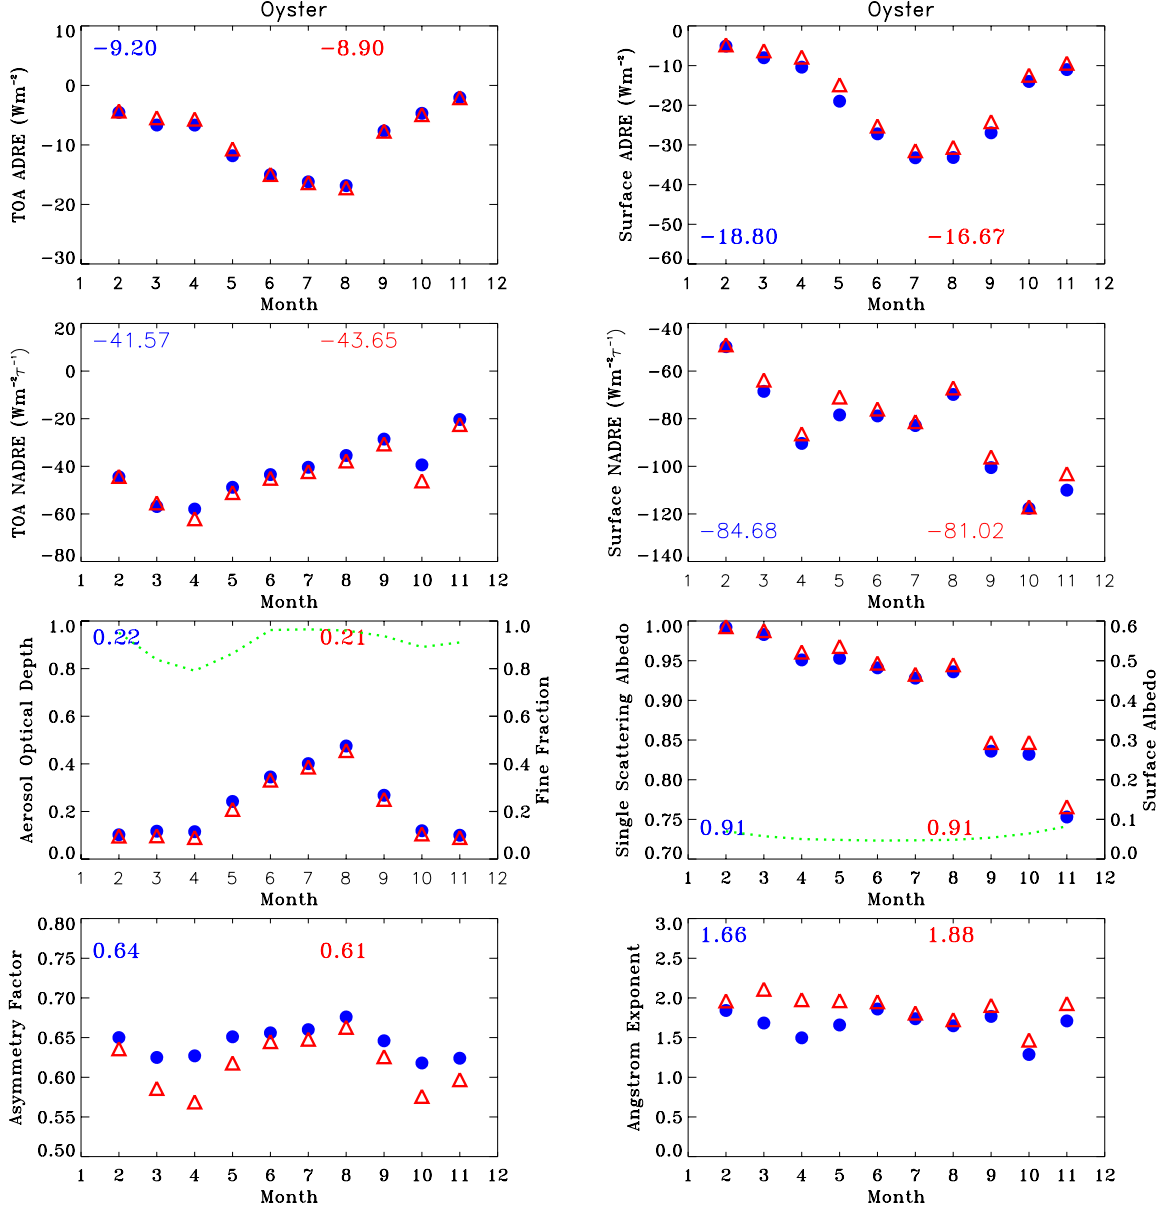 Oyster
−9.20 −8.90
TOA ADRE (Wm⁻²)
10
0
−10
−20
−30
1 2 3 4 5 6 7 8 9 10 11 12
Month
Oyster
Surface ADRE (Wm⁻²)
0
−10
−20
−30
−40
−50
−60
−18.80 −16.67
1 2 3 4 5 6 7 8 9 10 11 12
Month
−41.57 −43.65
TOA NADRE (Wm⁻²τ⁻¹)
20
0
−20
−40
−60
−80
1 2 3 4 5 6 7 8 9 10 11 12
Month
Surface NADRE (Wm⁻²τ⁻¹)
−40
−60
−80
−100
−120
−140
−84.68 −81.02
1 2 3 4 5 6 7 8 9 10 11 12
Month
0.22 0.21
Aerosol Optical Depth
1.0
0.8
0.6
0.4
0.2
0.0
Fine Fraction
1.0
0.8
0.6
0.4
0.2
0.0
1 2 3 4 5 6 7 8 9 10 11 12
Month
Single Scattering Albedo
1.00
0.95
0.90
0.85
0.80
0.75
0.70
0.91 0.91
Surface Albedo
0.6
0.5
0.4
0.3
0.2
0.1
0.0
1 2 3 4 5 6 7 8 9 10 11 12
Month
0.64 0.61
Asymmetry Factor
0.80
0.75
0.70
0.65
0.60
0.55
0.50
1 2 3 4 5 6 7 8 9 10 11 12
Month
1.66 1.88
Angstrom Exponent
3.0
2.5
2.0
1.5
1.0
0.5
0.0
1 2 3 4 5 6 7 8 9 10 11 12
Month